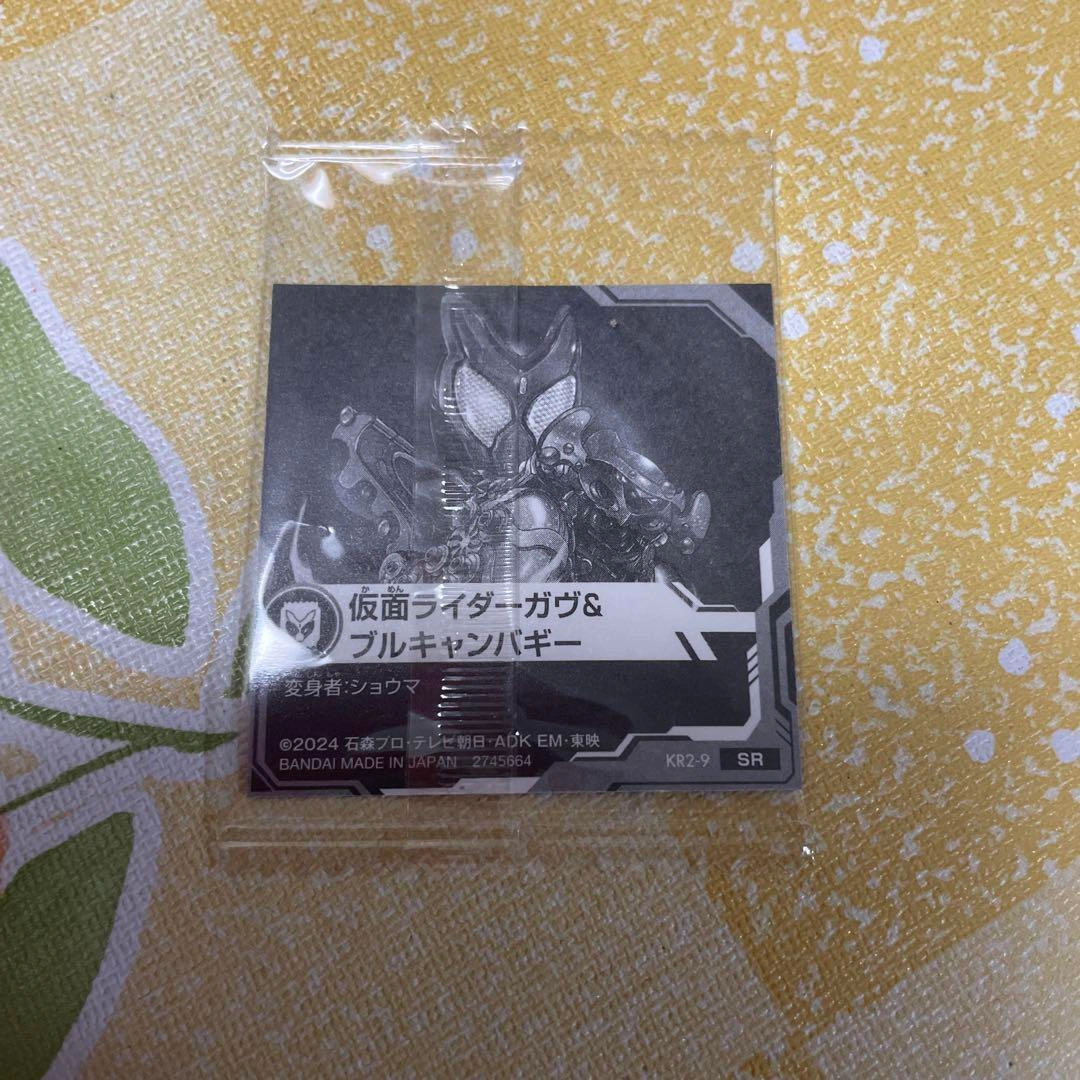 仮面ライダーガヴ&
ブルキャンバギー
変身者:ショウマ
©2024 石森プロ・テレビ朝日・ADK EM・東映
BANDAI MADE IN JAPAN 2745664
KR2-9 SR